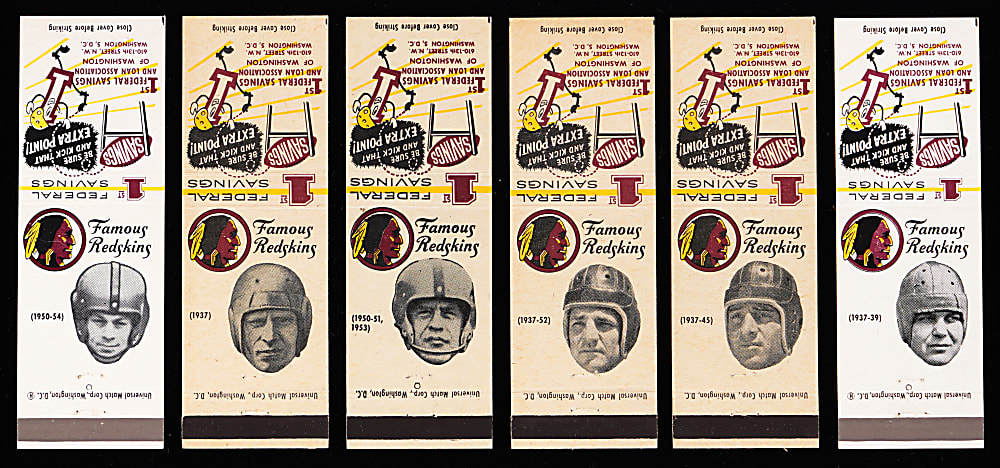 1ST FEDERAL
SAVINGS
BE SURE
AND KICK THAT
EXTRA POINT!
SAVINGS
1ST FEDERAL SAVINGS
AND LOAN ASSOCIATION
OF WASHINGTON
610-13th STREET, N.W.
WASHINGTON 5, D.C.
Close Cover Before Striking
Famous
Redskins
(1950-54)
Universal Match Corp., Washington, D.C.
1ST FEDERAL
SAVINGS
BE SURE
AND KICK THAT
EXTRA POINT!
SAVINGS
1ST FEDERAL SAVINGS
AND LOAN ASSOCIATION
OF WASHINGTON
610-13th STREET, N.W.
WASHINGTON 5, D.C.
Close Cover Before Striking
Famous
Redskins
(1937)
Universal Match Corp., Washington, D.C.
1ST FEDERAL
SAVINGS
BE SURE
AND KICK THAT
EXTRA POINT!
SAVINGS
1ST FEDERAL SAVINGS
AND LOAN ASSOCIATION
OF WASHINGTON
610-13th STREET, N.W.
WASHINGTON 5, D.C.
Close Cover Before Striking
Famous
Redskins
(1950-51,
1953)
Universal Match Corp., Washington, D.C.
1ST FEDERAL
SAVINGS
BE SURE
AND KICK THAT
EXTRA POINT!
SAVINGS
1ST FEDERAL SAVINGS
AND LOAN ASSOCIATION
OF WASHINGTON
610-13th STREET, N.W.
WASHINGTON 5, D.C.
Close Cover Before Striking
Famous
Redskins
(1937-52)
Universal Match Corp., Washington, D.C.
1ST FEDERAL
SAVINGS
BE SURE
AND KICK THAT
EXTRA POINT!
SAVINGS
1ST FEDERAL SAVINGS
AND LOAN ASSOCIATION
OF WASHINGTON
610-13th STREET, N.W.
WASHINGTON 5, D.C.
Close Cover Before Striking
Famous
Redskins
(1937-45)
Universal Match Corp., Washington, D.C.
1ST FEDERAL
SAVINGS
BE SURE
AND KICK THAT
EXTRA POINT!
SAVINGS
1ST FEDERAL SAVINGS
AND LOAN ASSOCIATION
OF WASHINGTON
610-13th STREET, N.W.
WASHINGTON 5, D.C.
Close Cover Before Striking
Famous
Redskins
(1937-39)
Universal Match Corp., Washington, D.C.